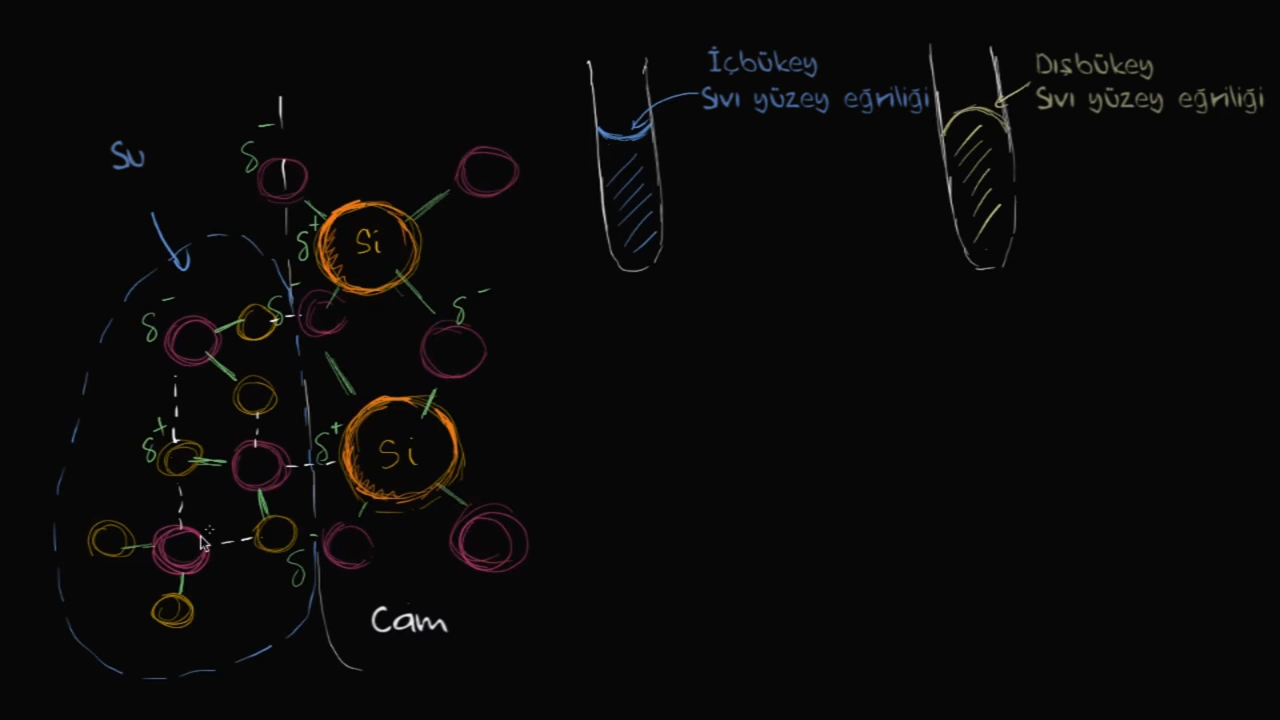 İçbükey
Sıvı yüzey eğriliği
Dışbükey
Sıvı yüzey eğriliği
Su
δ⁻
Si
δ⁺
δ⁻
δ⁻
δ⁻
δ⁺
δ⁺
Si
δ⁻
Cam